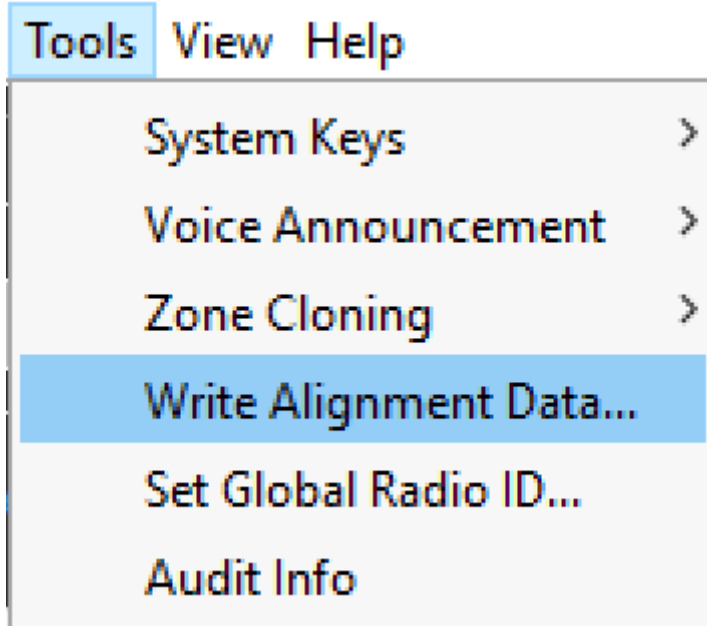 Tools View Help
System Keys
Voice Announcement
Zone Cloning
Write Alignment Data...
Set Global Radio ID...
Audit Info